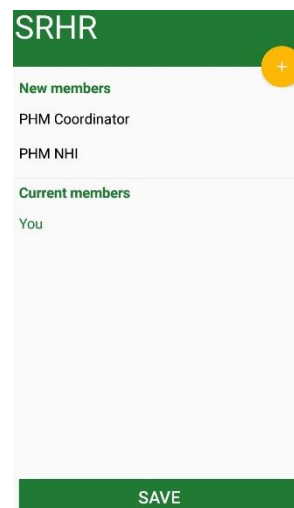 SRHR
+
New members
PHM Coordinator
PHM NHI
Current members
You
SAVE